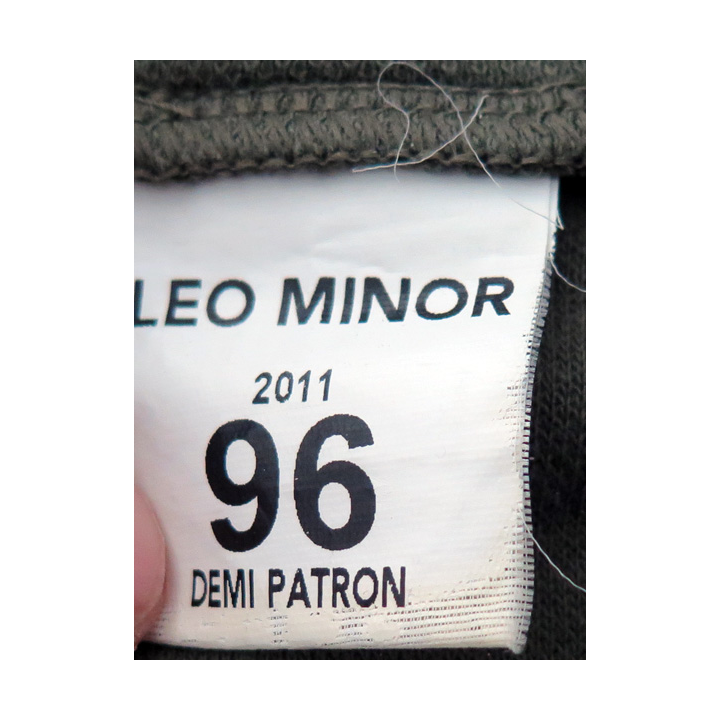 LEO MINOR
2011
96
DEMI PATRON